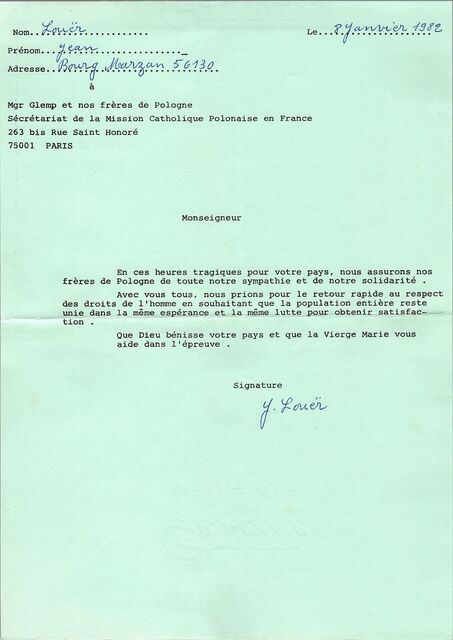 Nom..Louër............ Le...8 Janvier 1982
Prénom...Jean................
Adresse..Bourg Marzan 56130..
à
Mgr Glemp et nos frères de Pologne
Sécrétariat de la Mission Catholique Polonaise en France
263 bis Rue Saint Honoré
75001 PARIS
Monseigneur
En ces heures tragiques pour votre pays, nous assurons nos
frères de Pologne de toute notre sympathie et de notre solidarité .
Avec vous tous, nous prions pour le retour rapide au respect
des droits de l'homme en souhaitant que la population entière reste
unie dans la même espérance et la même lutte pour obtenir satisfac-
tion .
Que Dieu bénisse votre pays et que la Vierge Marie vous
aide dans l'épreuve .
Signature
J. Louër